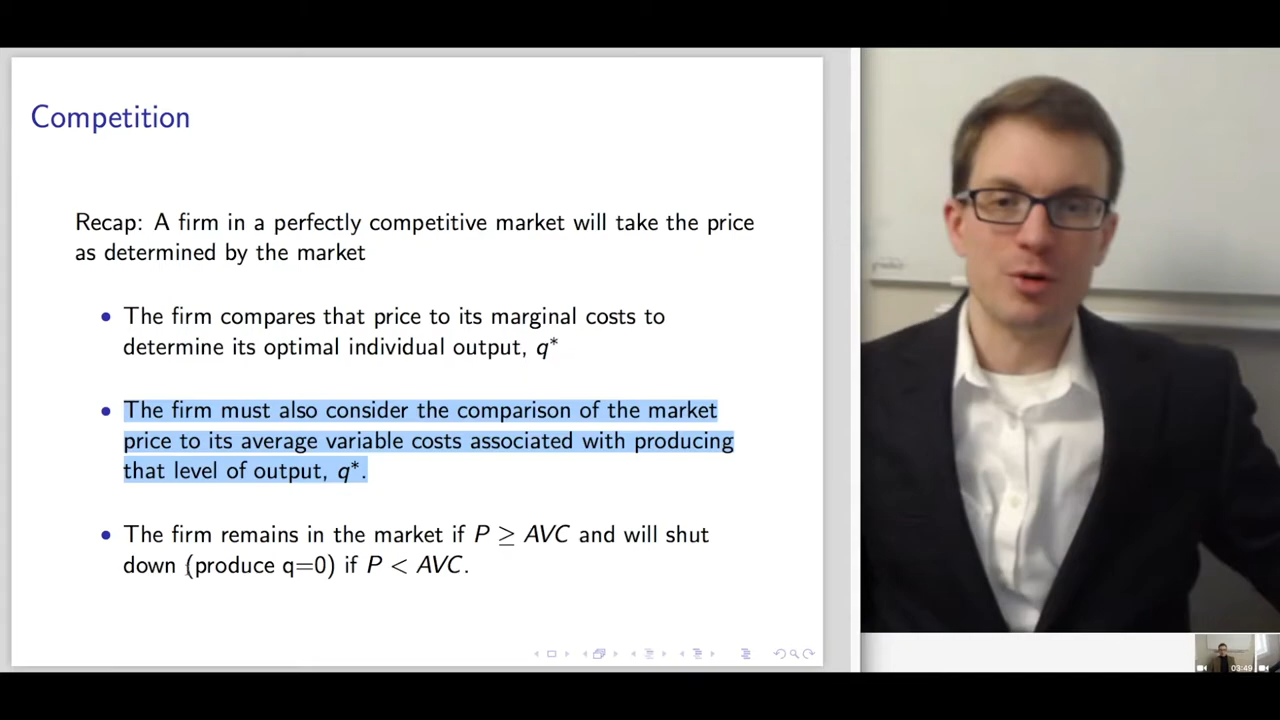 Competition
Recap: A firm in a perfectly competitive market will take the price
as determined by the market
• The firm compares that price to its marginal costs to
determine its optimal individual output, q*
• The firm must also consider the comparison of the market
price to its average variable costs associated with producing
that level of output, q*.
• The firm remains in the market if P ≥ AVC and will shut
down (produce q=0) if P < AVC.
03:49